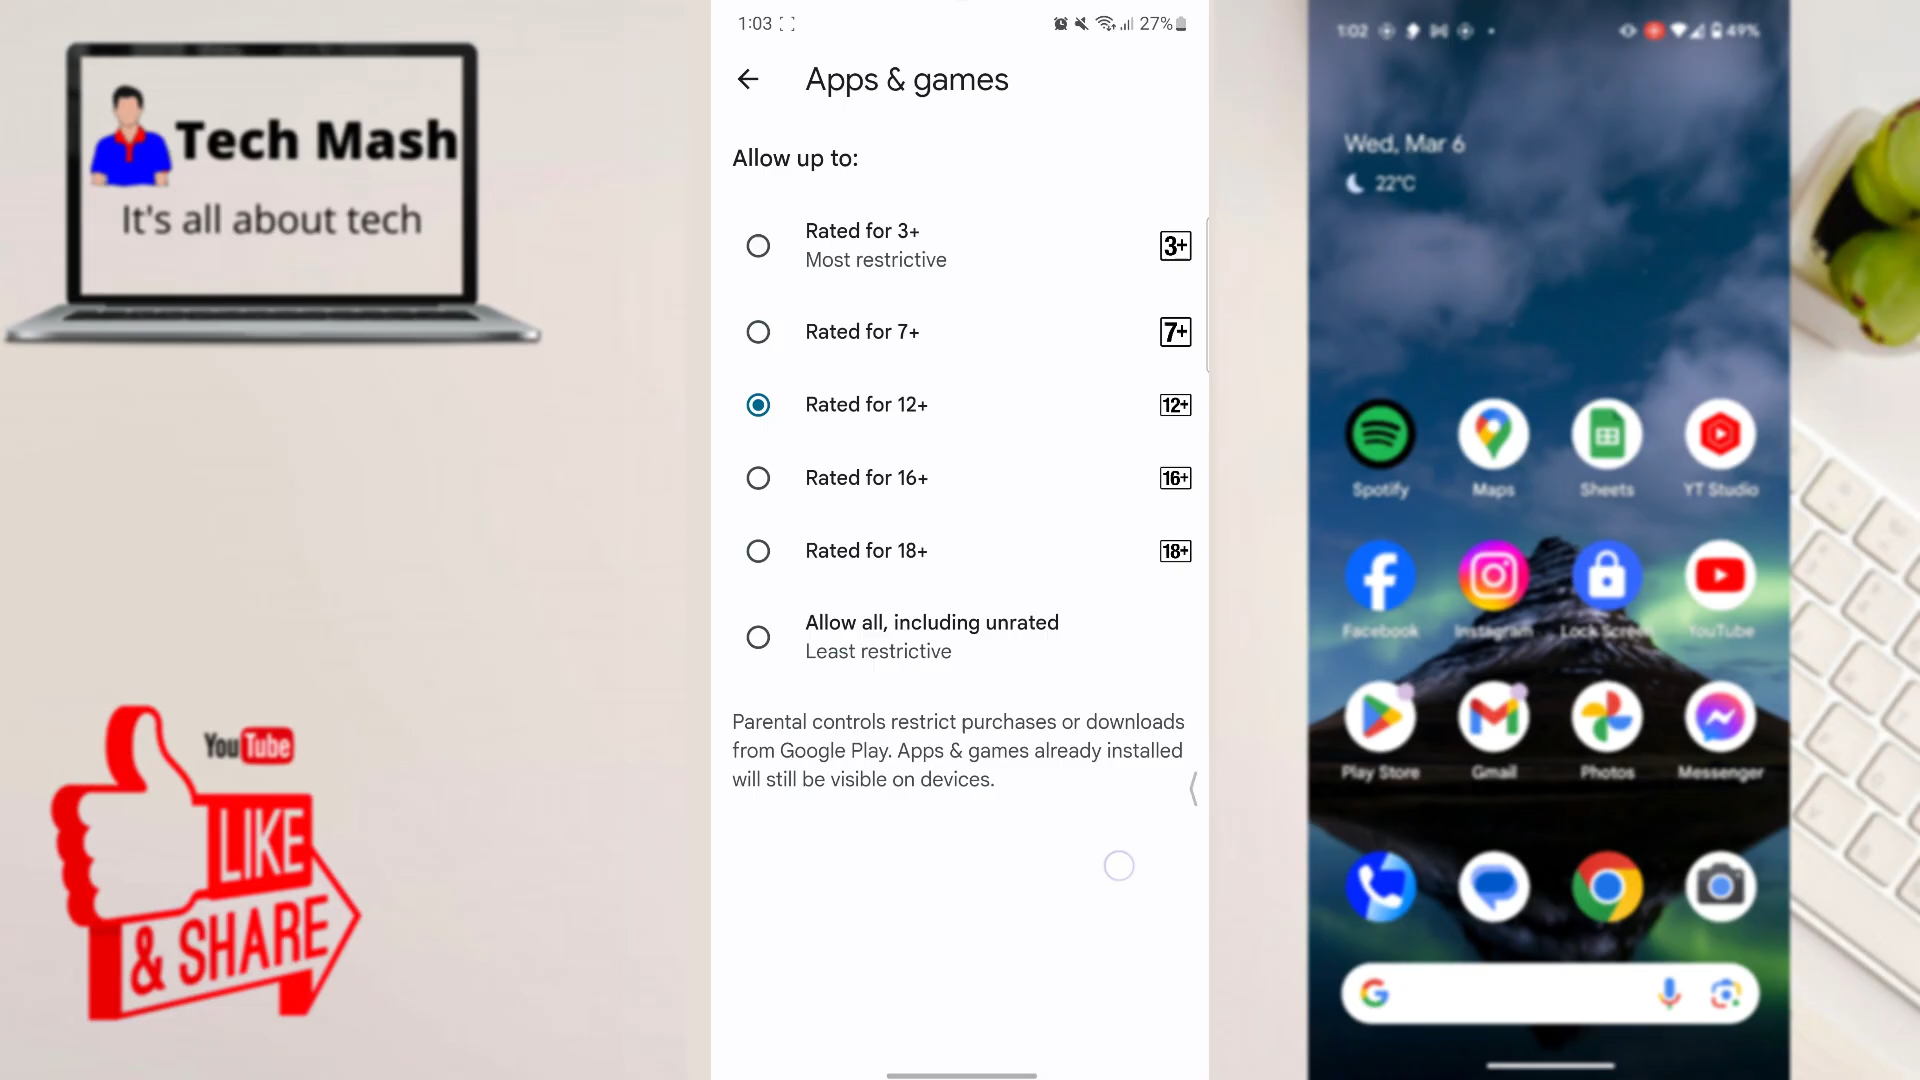 Tech Mash
It's all about tech
YouTube
LIKE
& SHARE
1:03
27%
Apps & games
Allow up to:
Rated for 3+
Most restrictive
3+
Rated for 7+
7+
Rated for 12+
12+
Rated for 16+
16+
Rated for 18+
18+
Allow all, including unrated
Least restrictive
Parental controls restrict purchases or downloads
from Google Play. Apps & games already installed
will still be visible on devices.
1:02
49%
Wed, Mar 6
22°C
Spotify
Maps
Sheets
YT Studio
Facebook
Instagram
Lock Screen
YouTube
Play Store
Gmail
Photos
Messenger